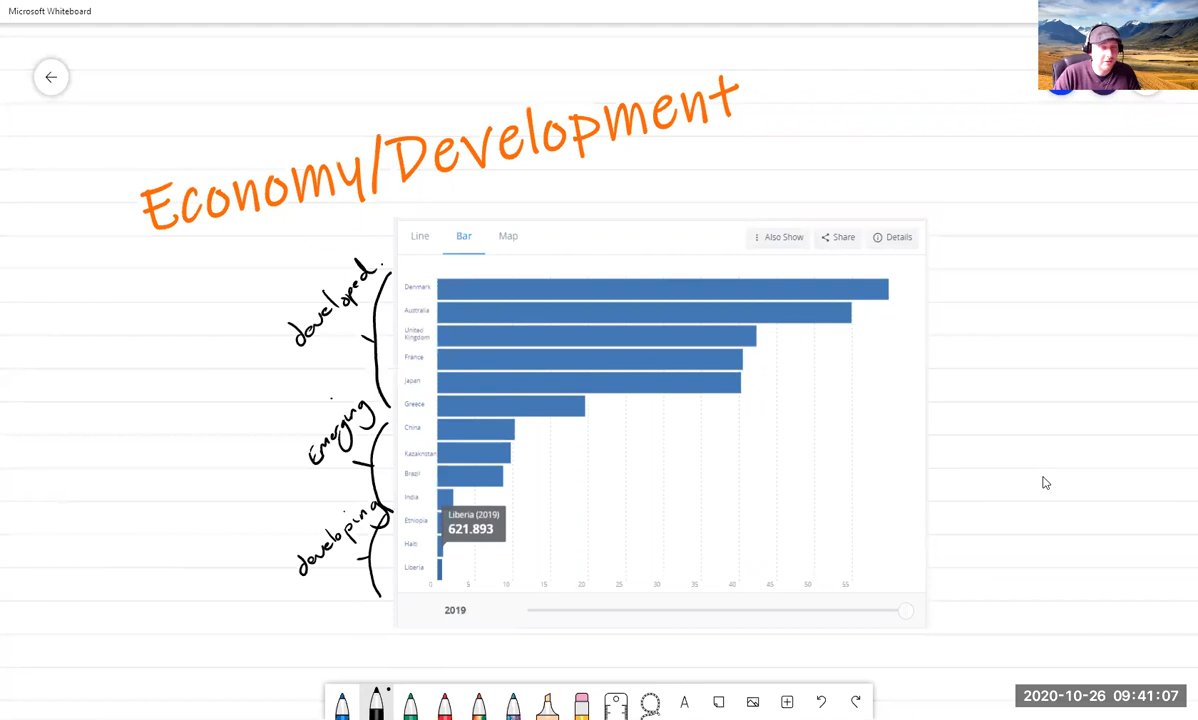 Microsoft Whiteboard
Economy/Development
Line Bar Map
Also Show Share Details
developed.
Emerging
developing
Denmark
Australia
United
Kingdom
France
Japan
Greece
China
Kazakhstan
Brazil
India
Ethiopia
Haiti
Liberia
Liberia (2019)
621.893
0 5 10 15 20 25 30 35 40 45 50 55
2019
A
2020-10-26 09:41:07